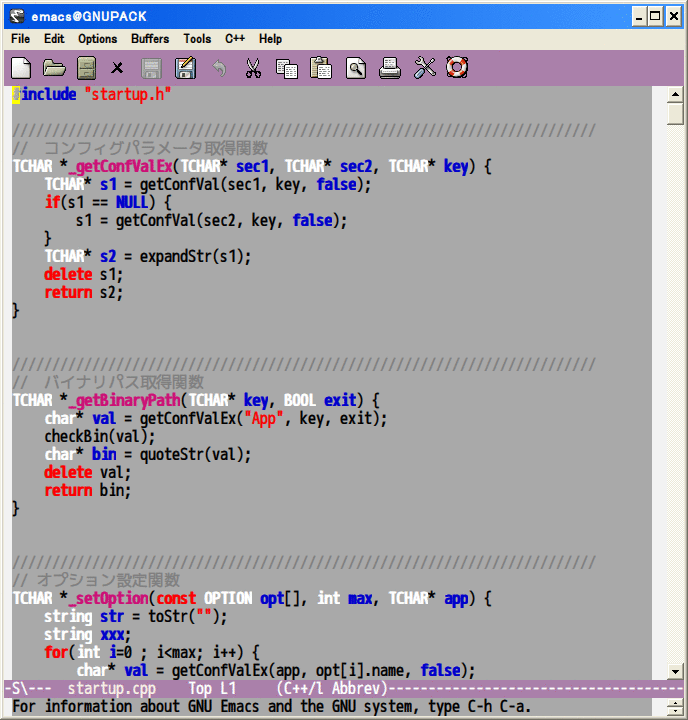 emacs@GNUPACK
File Edit Options Buffers Tools C++ Help
#include "startup.h"
/////////////////////////////////////////////////////////////////////////
//  コンフィグパラメータ取得関数
TCHAR *_getConfValEx(TCHAR* sec1, TCHAR* sec2, TCHAR* key) {
    TCHAR* s1 = getConfVal(sec1, key, false);
    if(s1 == NULL) {
        s1 = getConfVal(sec2, key, false);
    }
    TCHAR* s2 = expandStr(s1);
    delete s1;
    return s2;
}
/////////////////////////////////////////////////////////////////////////
//  バイナリパス取得関数
TCHAR *_getBinaryPath(TCHAR* key, BOOL exit) {
    char* val = getConfValEx("App", key, exit);
    checkBin(val);
    char* bin = quoteStr(val);
    delete val;
    return bin;
}
/////////////////////////////////////////////////////////////////////////
// オプション設定関数
TCHAR *_setOption(const OPTION opt[], int max, TCHAR* app) {
    string str = toStr("");
    string xxx;
    for(int i=0 ; i<max; i++) {
        char* val = getConfValEx(app, opt[i].name, false);
-S\---  startup.cpp    Top L1     (C++/l Abbrev)-------------------------------------
For information about GNU Emacs and the GNU system, type C-h C-a.